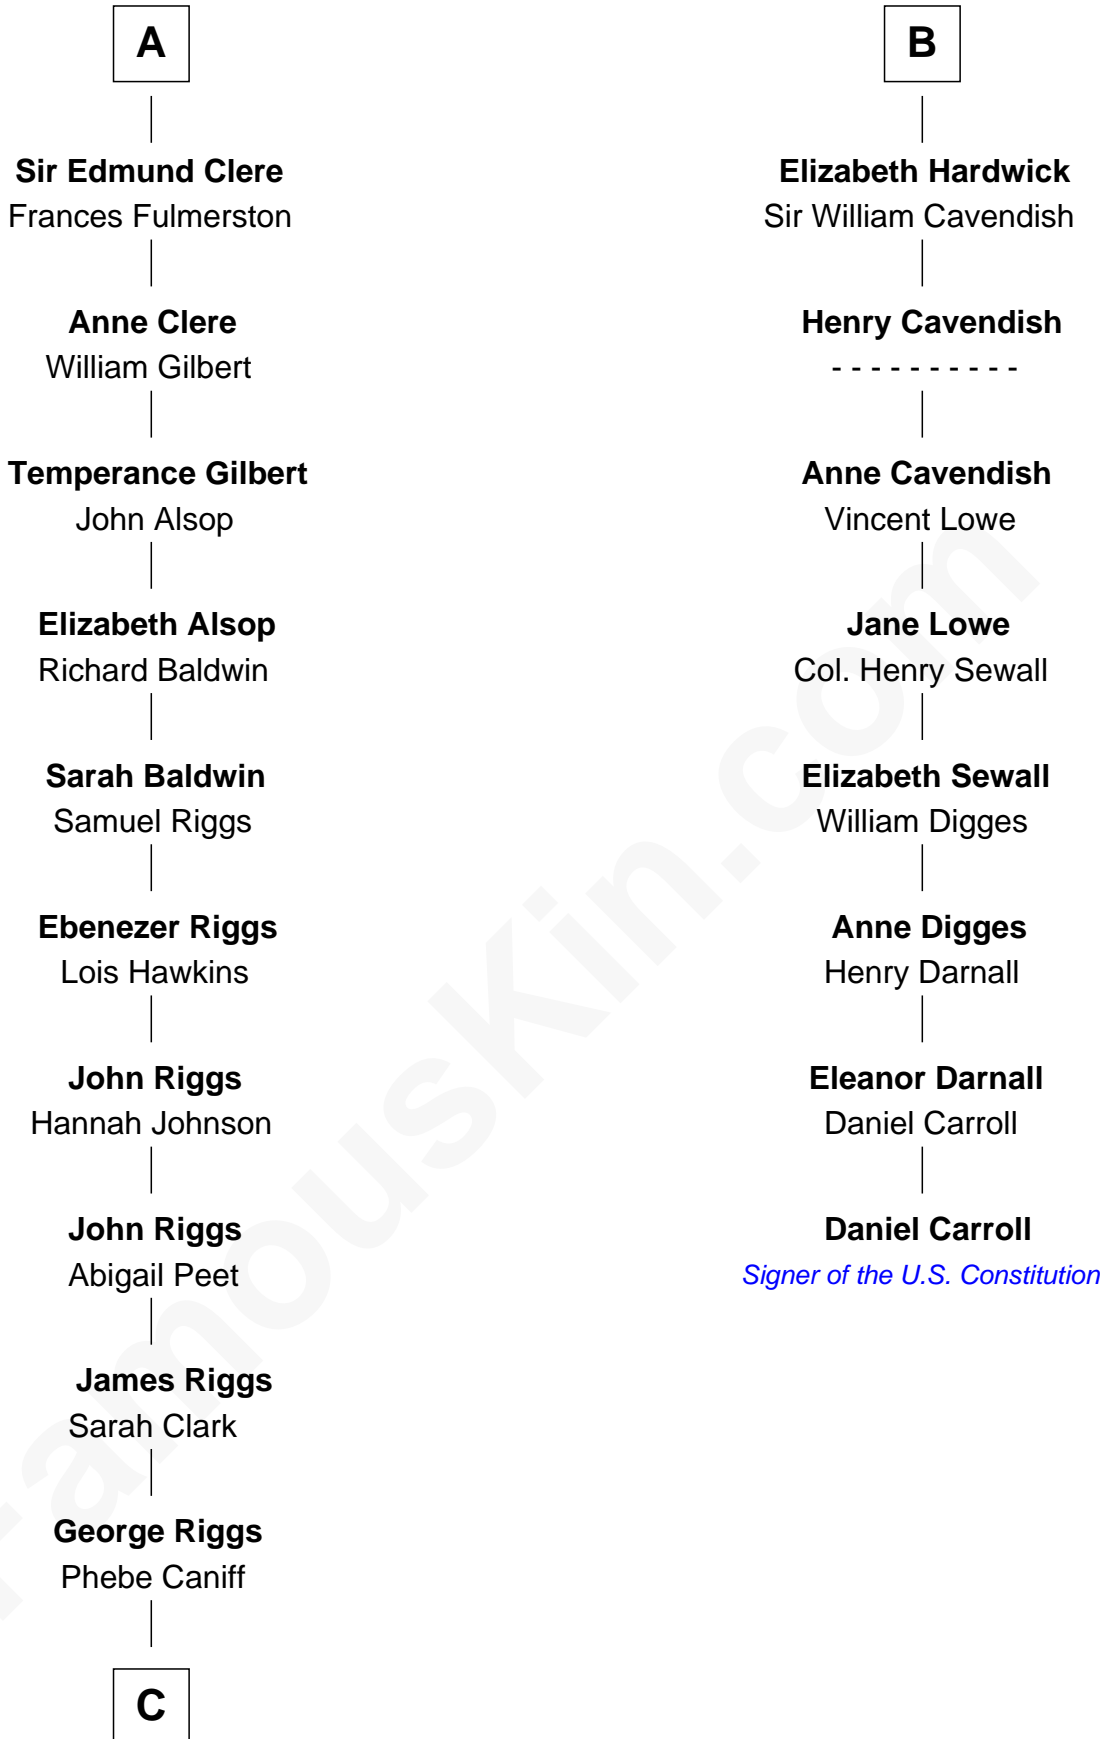 A
Sir Edmund Clere
Frances Fulmerston
Anne Clere
William Gilbert
Temperance Gilbert
John Alsop
Elizabeth Alsop
Richard Baldwin
Sarah Baldwin
Samuel Riggs
Ebenezer Riggs
Lois Hawkins
John Riggs
Hannah Johnson
John Riggs
Abigail Peet
James Riggs
Sarah Clark
George Riggs
Phebe Caniff
C
B
Elizabeth Hardwick
Sir William Cavendish
Henry Cavendish
- - - - - - - - - -
Anne Cavendish
Vincent Lowe
Jane Lowe
Col. Henry Sewall
Elizabeth Sewall
William Digges
Anne Digges
Henry Darnall
Eleanor Darnall
Daniel Carroll
Daniel Carroll
Signer of the U.S. Constitution
FamousKin.com